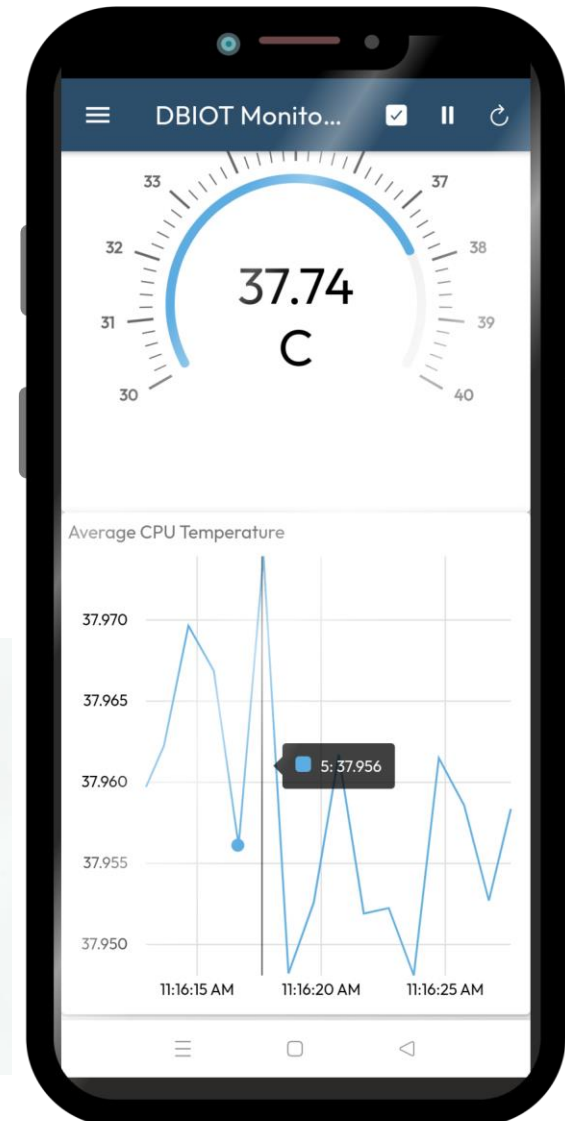 DBIOT Monito...
33
37
32
38
31
39
30
40
37.74
C
Average CPU Temperature
37.970
37.965
37.960
37.955
37.950
5: 37.956
11:16:15 AM
11:16:20 AM
11:16:25 AM